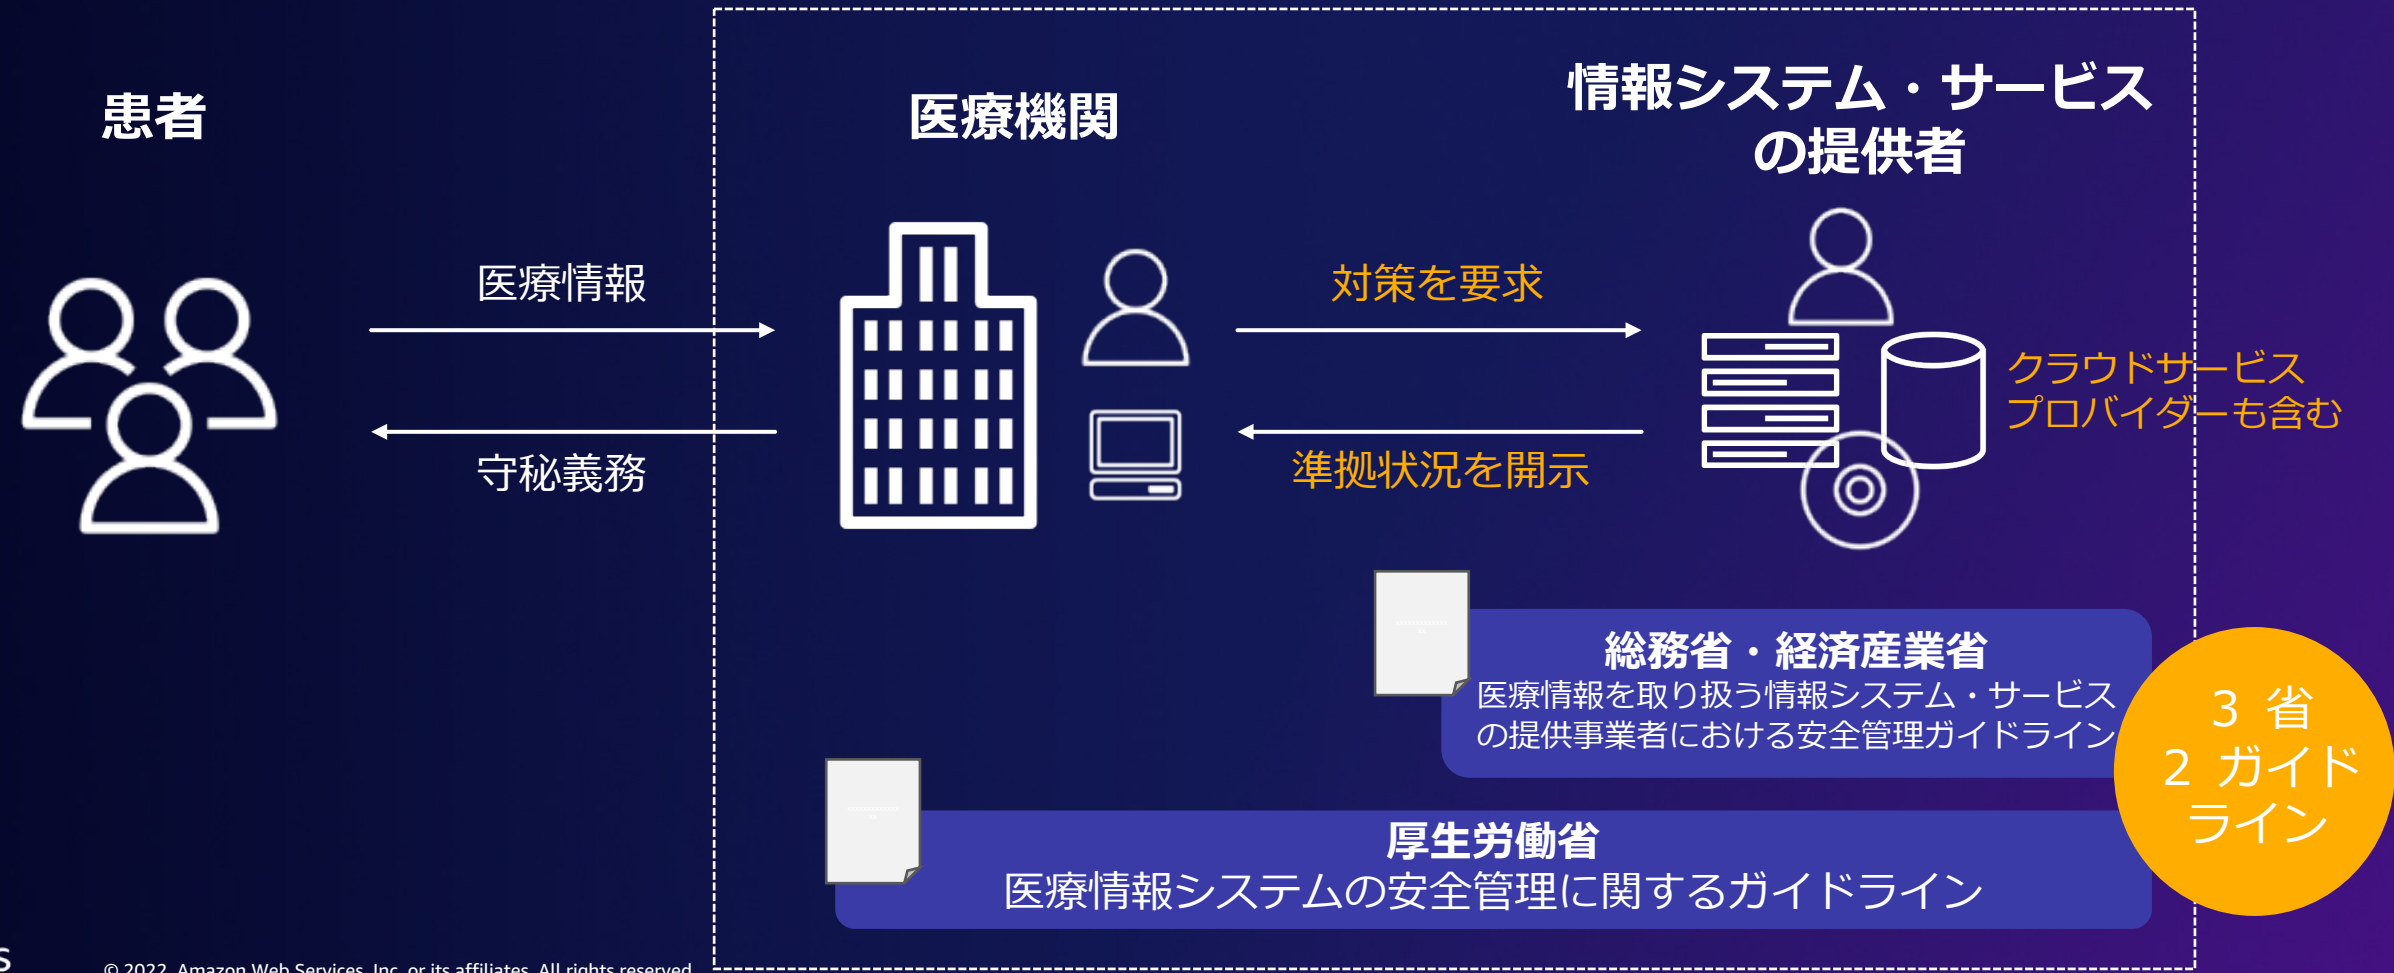 患者
医療機関
情報システム・サービス
の提供者
医療情報
守秘義務
対策を要求
準拠状況を開示
クラウドサービス
プロバイダーも含む
総務省・経済産業省
医療情報を取り扱う情報システム・サービス
の提供事業者における安全管理ガイドライン
厚生労働省
医療情報システムの安全管理に関するガイドライン
3 省
2 ガイド
ライン
© 2022, Amazon Web Services, Inc. or its affiliates. All rights reserved.